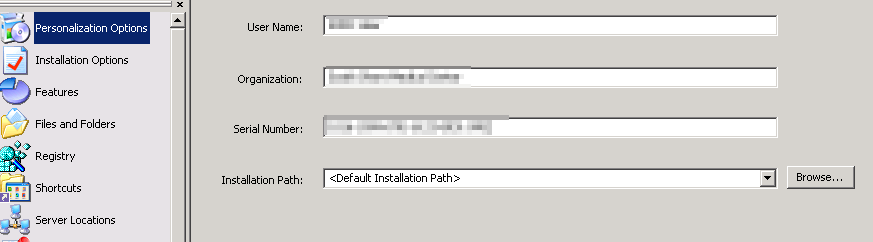 Personalization Options
Installation Options
Features
Files and Folders
Registry
Shortcuts
Server Locations
User Name:
Organization:
Serial Number:
Installation Path:
<Default Installation Path>
Browse...